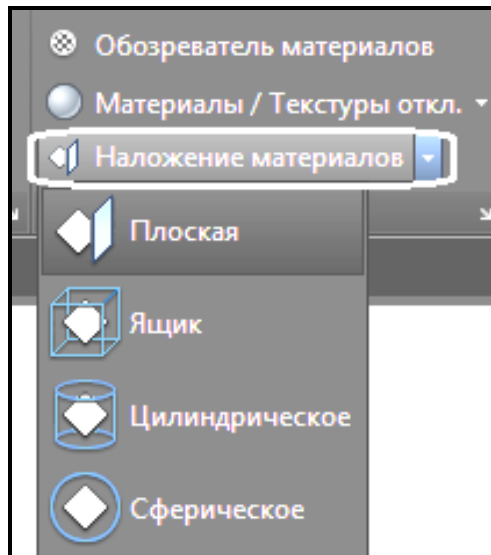 Обозреватель материалов
Материалы / Текстуры откл.
Наложение материалов
Плоская
Ящик
Цилиндрическое
Сферическое